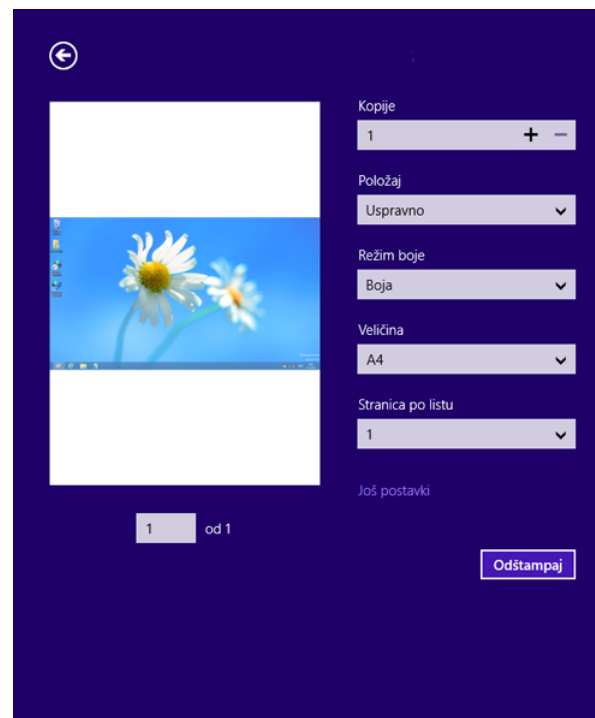 Kopije
1
Položaj
Uspravno
Režim boje
Boja
Veličina
A4
Stranica po listu
1
Još postavki
1 od 1
Odštampaj